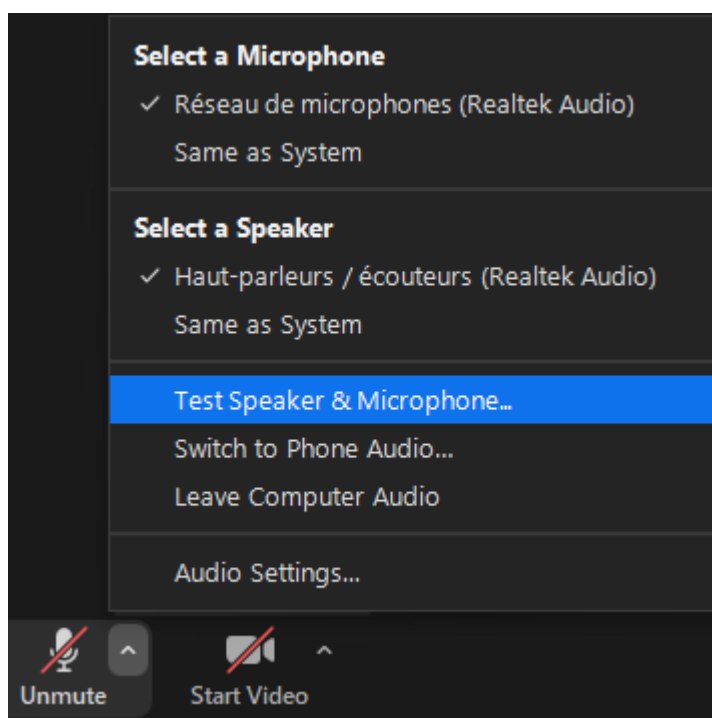 Select a Microphone
✓ Réseau de microphones (Realtek Audio)
Same as System
Select a Speaker
✓ Haut-parleurs / écouteurs (Realtek Audio)
Same as System
Test Speaker & Microphone...
Switch to Phone Audio...
Leave Computer Audio
Audio Settings...
Unmute
Start Video